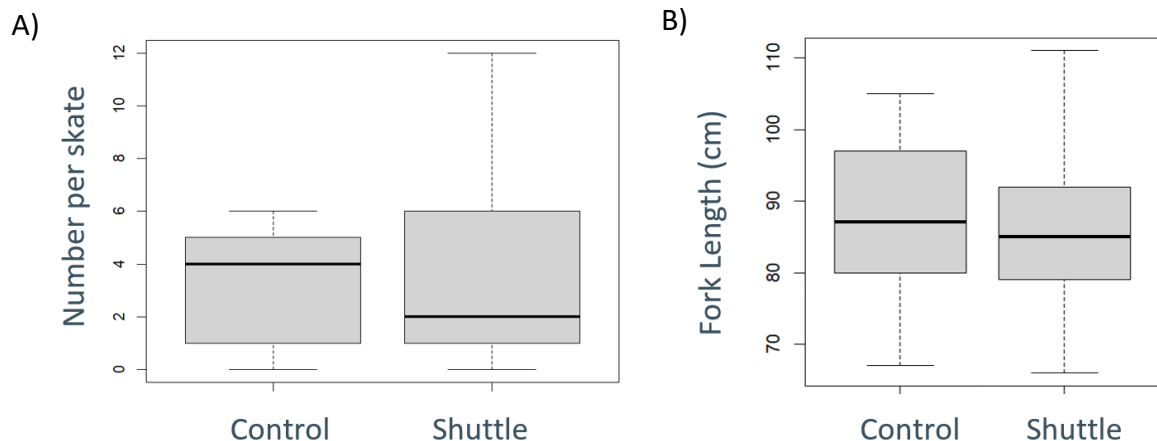 A)
Number per skate
12
10
8
6
4
2
0
Control Shuttle
B)
Fork Length (cm)
110
100
90
80
70
Control Shuttle